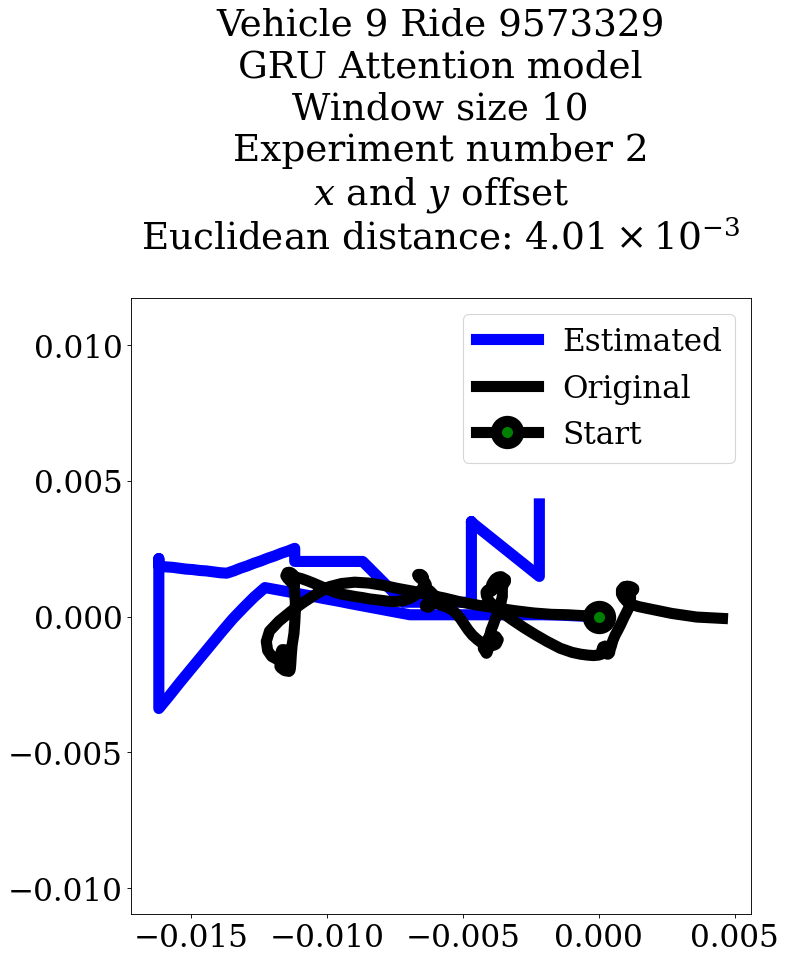 Vehicle 9 Ride 9573329
GRU Attention model
Window size 10
Experiment number 2
x and y offset
Euclidean distance: 4.01 × 10⁻³
Estimated
Original
Start
0.010
0.005
0.000
−0.005
−0.010
−0.015 −0.010 −0.005 0.000 0.005